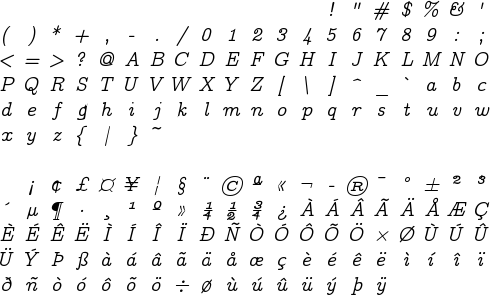 ! " # $ % & '
( ) * + , - . / 0 1 2 3 4 5 6 7 8 9 : ;
< = > ? @ A B C D E F G H I J K L M N O
P Q R S T U V W X Y Z [ \ ] ^ _ ` a b c
d e f g h i j k l m n o p q r s t u v w
x y z { | } ~
¡ ¢ £ ¤ ¥ ¦ § ¨ © ª « ¬ - ® ¯ ° ± ² ³
´ µ ¶ · ¸ ¹ º » ¼ ½ ¾ ¿ À Á Â Ã Ä Å Æ Ç
È É Ê Ë Ì Í Î Ï Ð Ñ Ò Ó Ô Õ Ö × Ø Ù Ú Û
Ü Ý Þ ß à á â ã ä å œ ç è é ê ë ì í î ï
ð ñ ò ó ô õ ö ÷ ø ù ú û ü ý þ ÿ